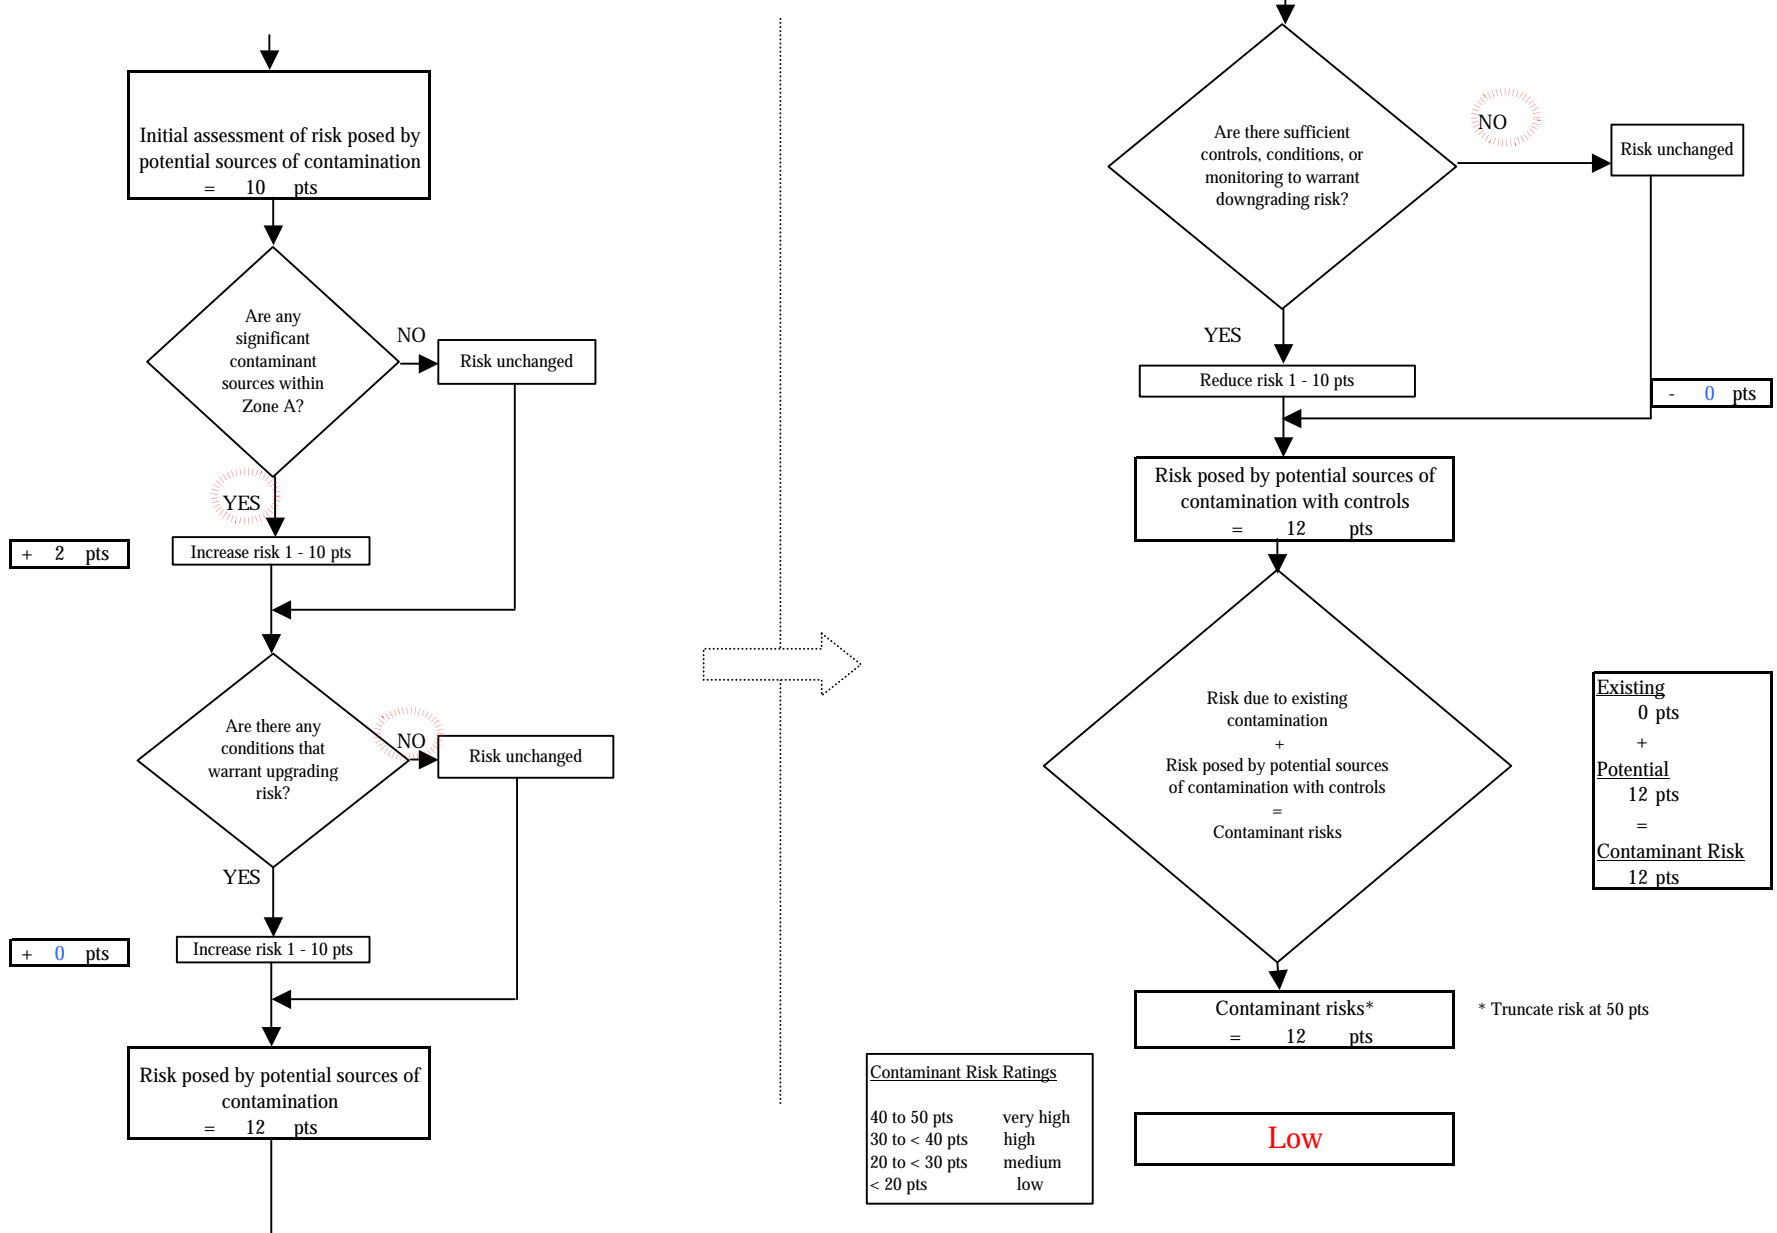 Initial assessment of risk posed by
potential sources of contamination
= 10 pts
Are any
significant
contaminant
sources within
Zone A?
NO
Risk unchanged
YES
+ 2 pts
Increase risk 1 - 10 pts
Are there any
conditions that
warrant upgrading
risk?
NO
Risk unchanged
YES
+ 0 pts
Increase risk 1 - 10 pts
Risk posed by potential sources of
contamination
= 12 pts
Are there sufficient
controls, conditions, or
monitoring to warrant
downgrading risk?
NO
Risk unchanged
YES
Reduce risk 1 - 10 pts
- 0 pts
Risk posed by potential sources of
contamination with controls
= 12 pts
Risk due to existing
contamination
+
Risk posed by potential sources
of contamination with controls
=
Contaminant risks
Existing
0 pts
+
Potential
12 pts
=
Contaminant Risk
12 pts
Contaminant risks*
= 12 pts
* Truncate risk at 50 pts
Contaminant Risk Ratings
40 to 50 pts very high
30 to < 40 pts high
20 to < 30 pts medium
< 20 pts low
Low